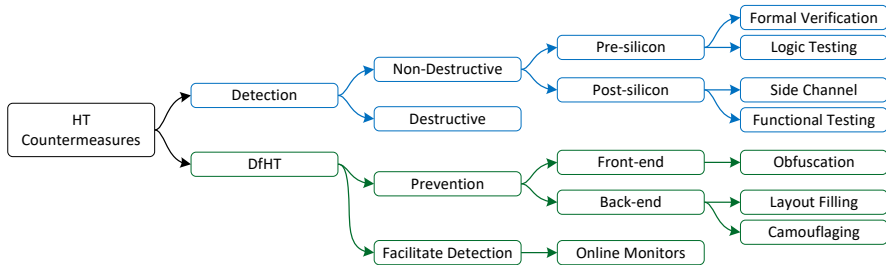 HT
Countermeasures
Detection
Non-Destructive
Pre-silicon
Formal Verification
Logic Testing
Post-silicon
Side Channel
Functional Testing
Destructive
DfHT
Prevention
Front-end
Obfuscation
Back-end
Layout Filling
Camouflaging
Facilitate Detection
Online Monitors